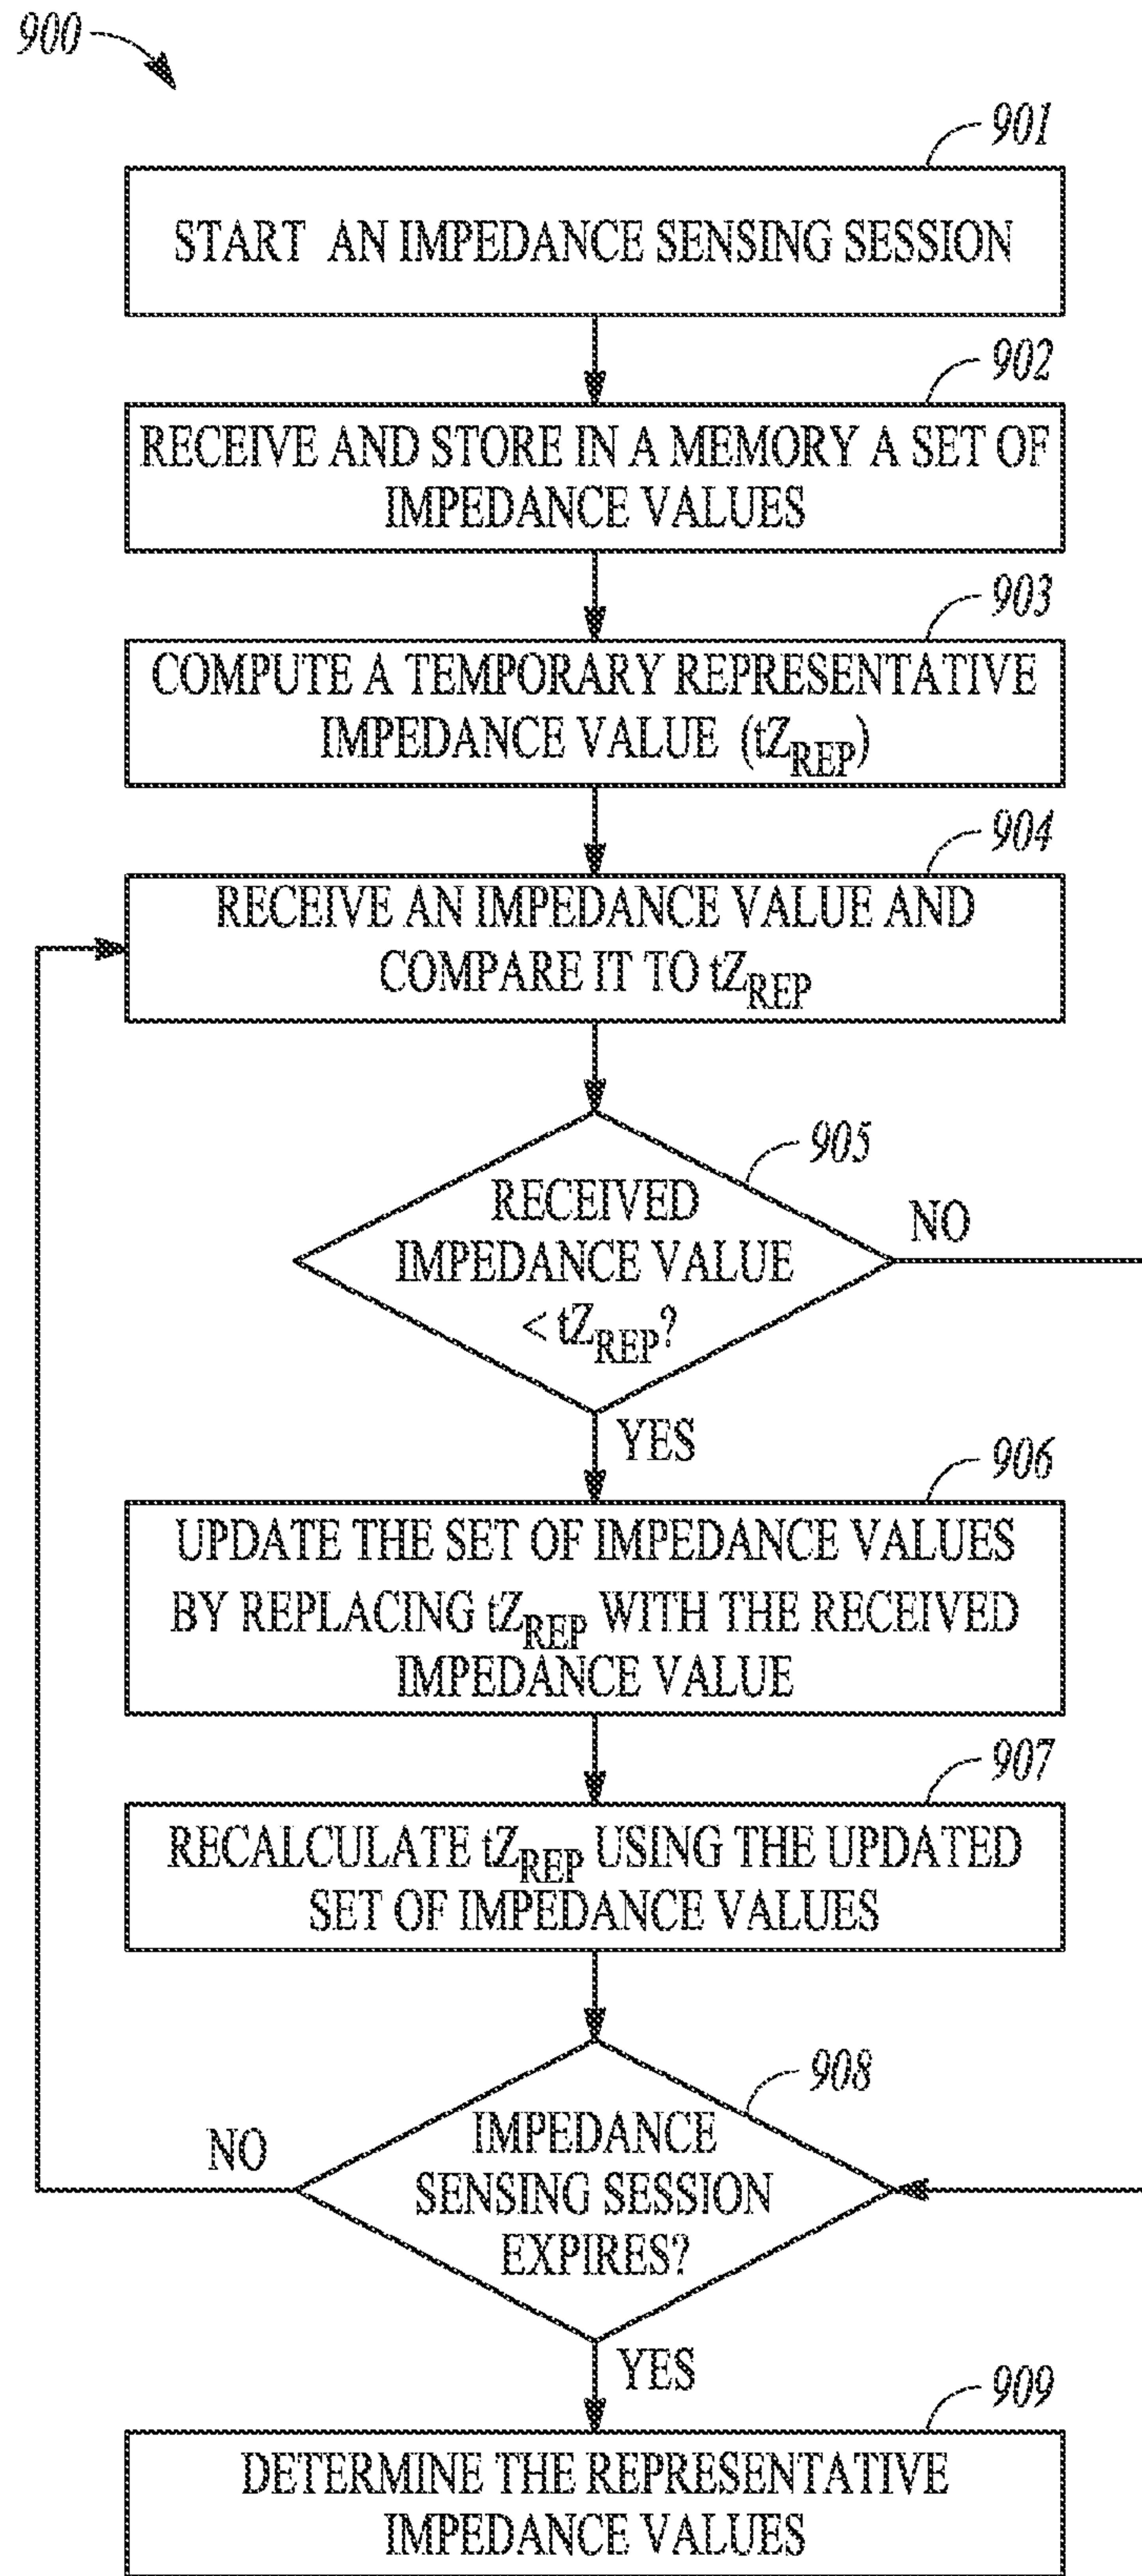 900
901
START AN IMPEDANCE SENSING SESSION
902
RECEIVE AND STORE IN A MEMORY A SET OF
IMPEDANCE VALUES
903
COMPUTE A TEMPORARY REPRESENTATIVE
IMPEDANCE VALUE (tZREP)
904
RECEIVE AN IMPEDANCE VALUE AND
COMPARE IT TO tZREP
905
RECEIVED
IMPEDANCE VALUE
< tZREP?
NO
YES
906
UPDATE THE SET OF IMPEDANCE VALUES
BY REPLACING tZREP WITH THE RECEIVED
IMPEDANCE VALUE
907
RECALCULATE tZREP USING THE UPDATED
SET OF IMPEDANCE VALUES
908
IMPEDANCE
SENSING SESSION
EXPIRES?
NO
YES
909
DETERMINE THE REPRESENTATIVE
IMPEDANCE VALUES